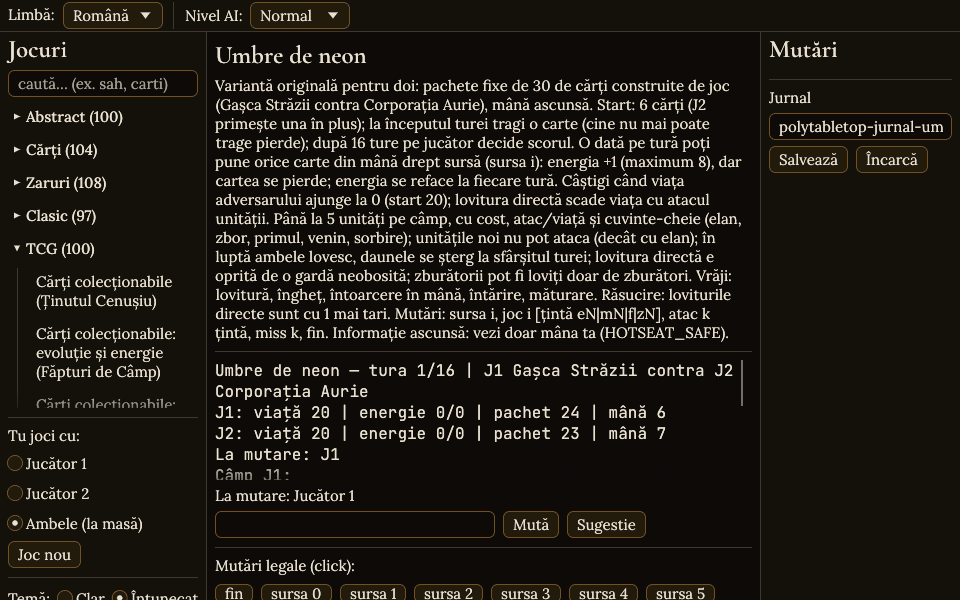 Limbă: Română ▼ Nivel AI: Normal ▼
Jocuri
caută... (ex. sah, carti)
▸ Abstract (100)
▸ Cărți (104)
▸ Zaruri (108)
▸ Clasic (97)
▾ TCG (100)
Cărți colecționabile
(Ținutul Cenușiu)
Cărți colecționabile:
evoluție și energie
(Făpturi de Câmp)
Cărți colecționabile:
Tu joci cu:
Jucător 1
Jucător 2
Ambele (la masă)
Joc nou
Temă: Clar Întunecat
Umbre de neon
Variantă originală pentru doi: pachete fixe de 30 de cărți construite de joc
(Gașca Străzii contra Corporația Aurie), mână ascunsă. Start: 6 cărți (J2
primește una în plus); la începutul turei tragi o carte (cine nu mai poate
trage pierde); după 16 ture pe jucător decide scorul. O dată pe tură poți
pune orice carte din mână drept sursă (sursa i): energia +1 (maximum 8), dar
cartea se pierde; energia se reface la fiecare tură. Câștigi când viața
adversarului ajunge la 0 (start 20); lovitura directă scade viața cu atacul
unității. Până la 5 unități pe câmp, cu cost, atac/viață și cuvinte-cheie (elan,
zbor, primul, venin, sorbire); unitățile noi nu pot ataca (decât cu elan); în
luptă ambele lovesc, daunele se șterg la sfârșitul turei; lovitura directă e
oprită de o gardă neobosită; zburătorii pot fi loviți doar de zburători. Vrăji:
lovitură, îngheț, întoarcere în mână, întărire, măturare. Răsucire: loviturile
directe sunt cu 1 mai tari. Mutări: sursa i, joc i [țintă eN|mN|f|zN], atac k
țintă, miss k, fin. Informație ascunsă: vezi doar mâna ta (HOTSEAT_SAFE).
Umbre de neon — tura 1/16 | J1 Gașca Străzii contra J2
Corporația Aurie
J1: viață 20 | energie 0/0 | pachet 24 | mână 6
J2: viață 20 | energie 0/0 | pachet 23 | mână 7
La mutare: J1
Câmp J1:
La mutare: Jucător 1
Mută Sugestie
Mutări legale (click):
fin sursa 0 sursa 1 sursa 2 sursa 3 sursa 4 sursa 5
Mutări
Jurnal
polytabletop-jurnal-um
Salvează Încarcă